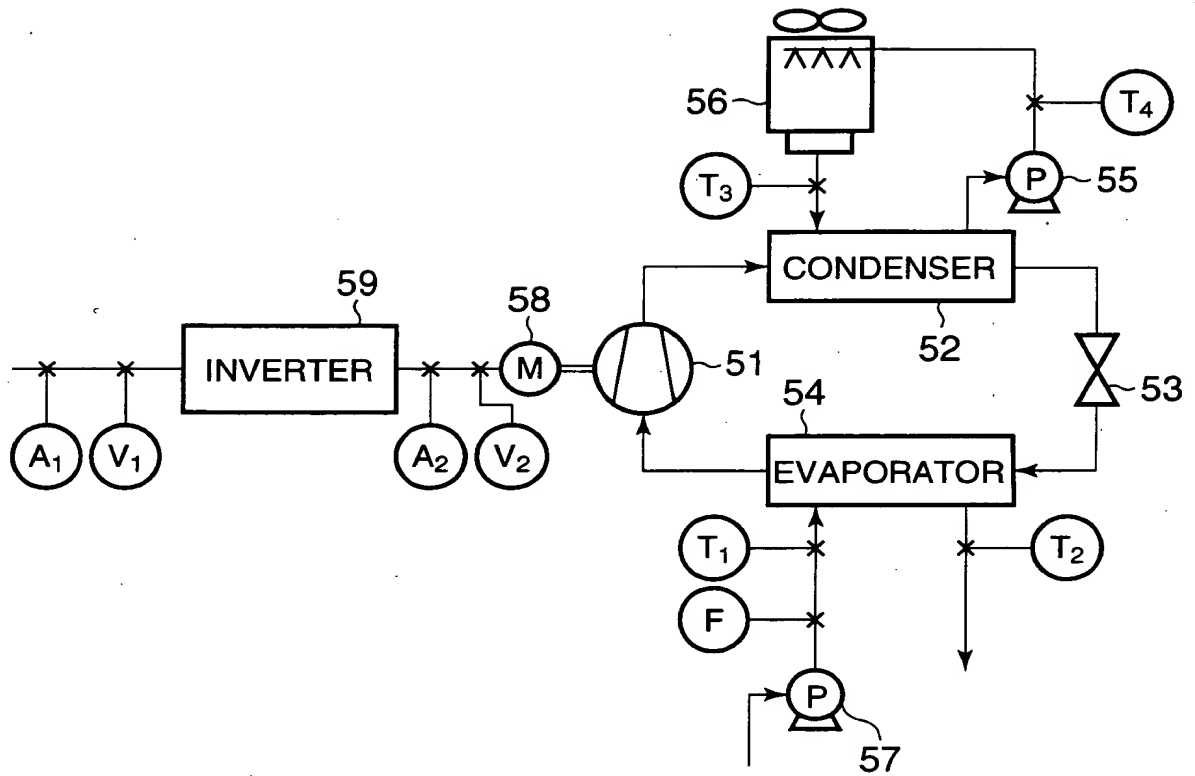 56
T4
P
55
T3
CONDENSER
52
59
58
INVERTER
M
51
53
54
A1
V1
A2
V2
EVAPORATOR
T1
T2
F
P
57